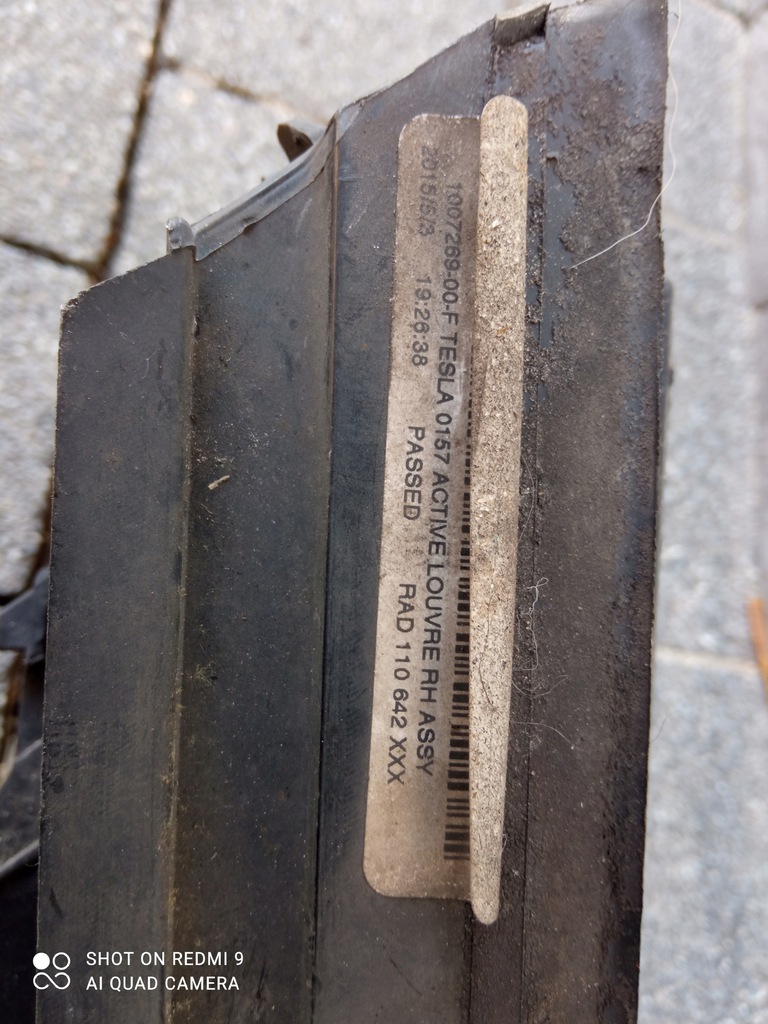 1007269-00-F TESLA 0157 ACTIVE LOUVRE RH ASSY
2015/5/3 19:26:38 PASSED RAD 110 642 XXX
SHOT ON REDMI 9
AI QUAD CAMERA